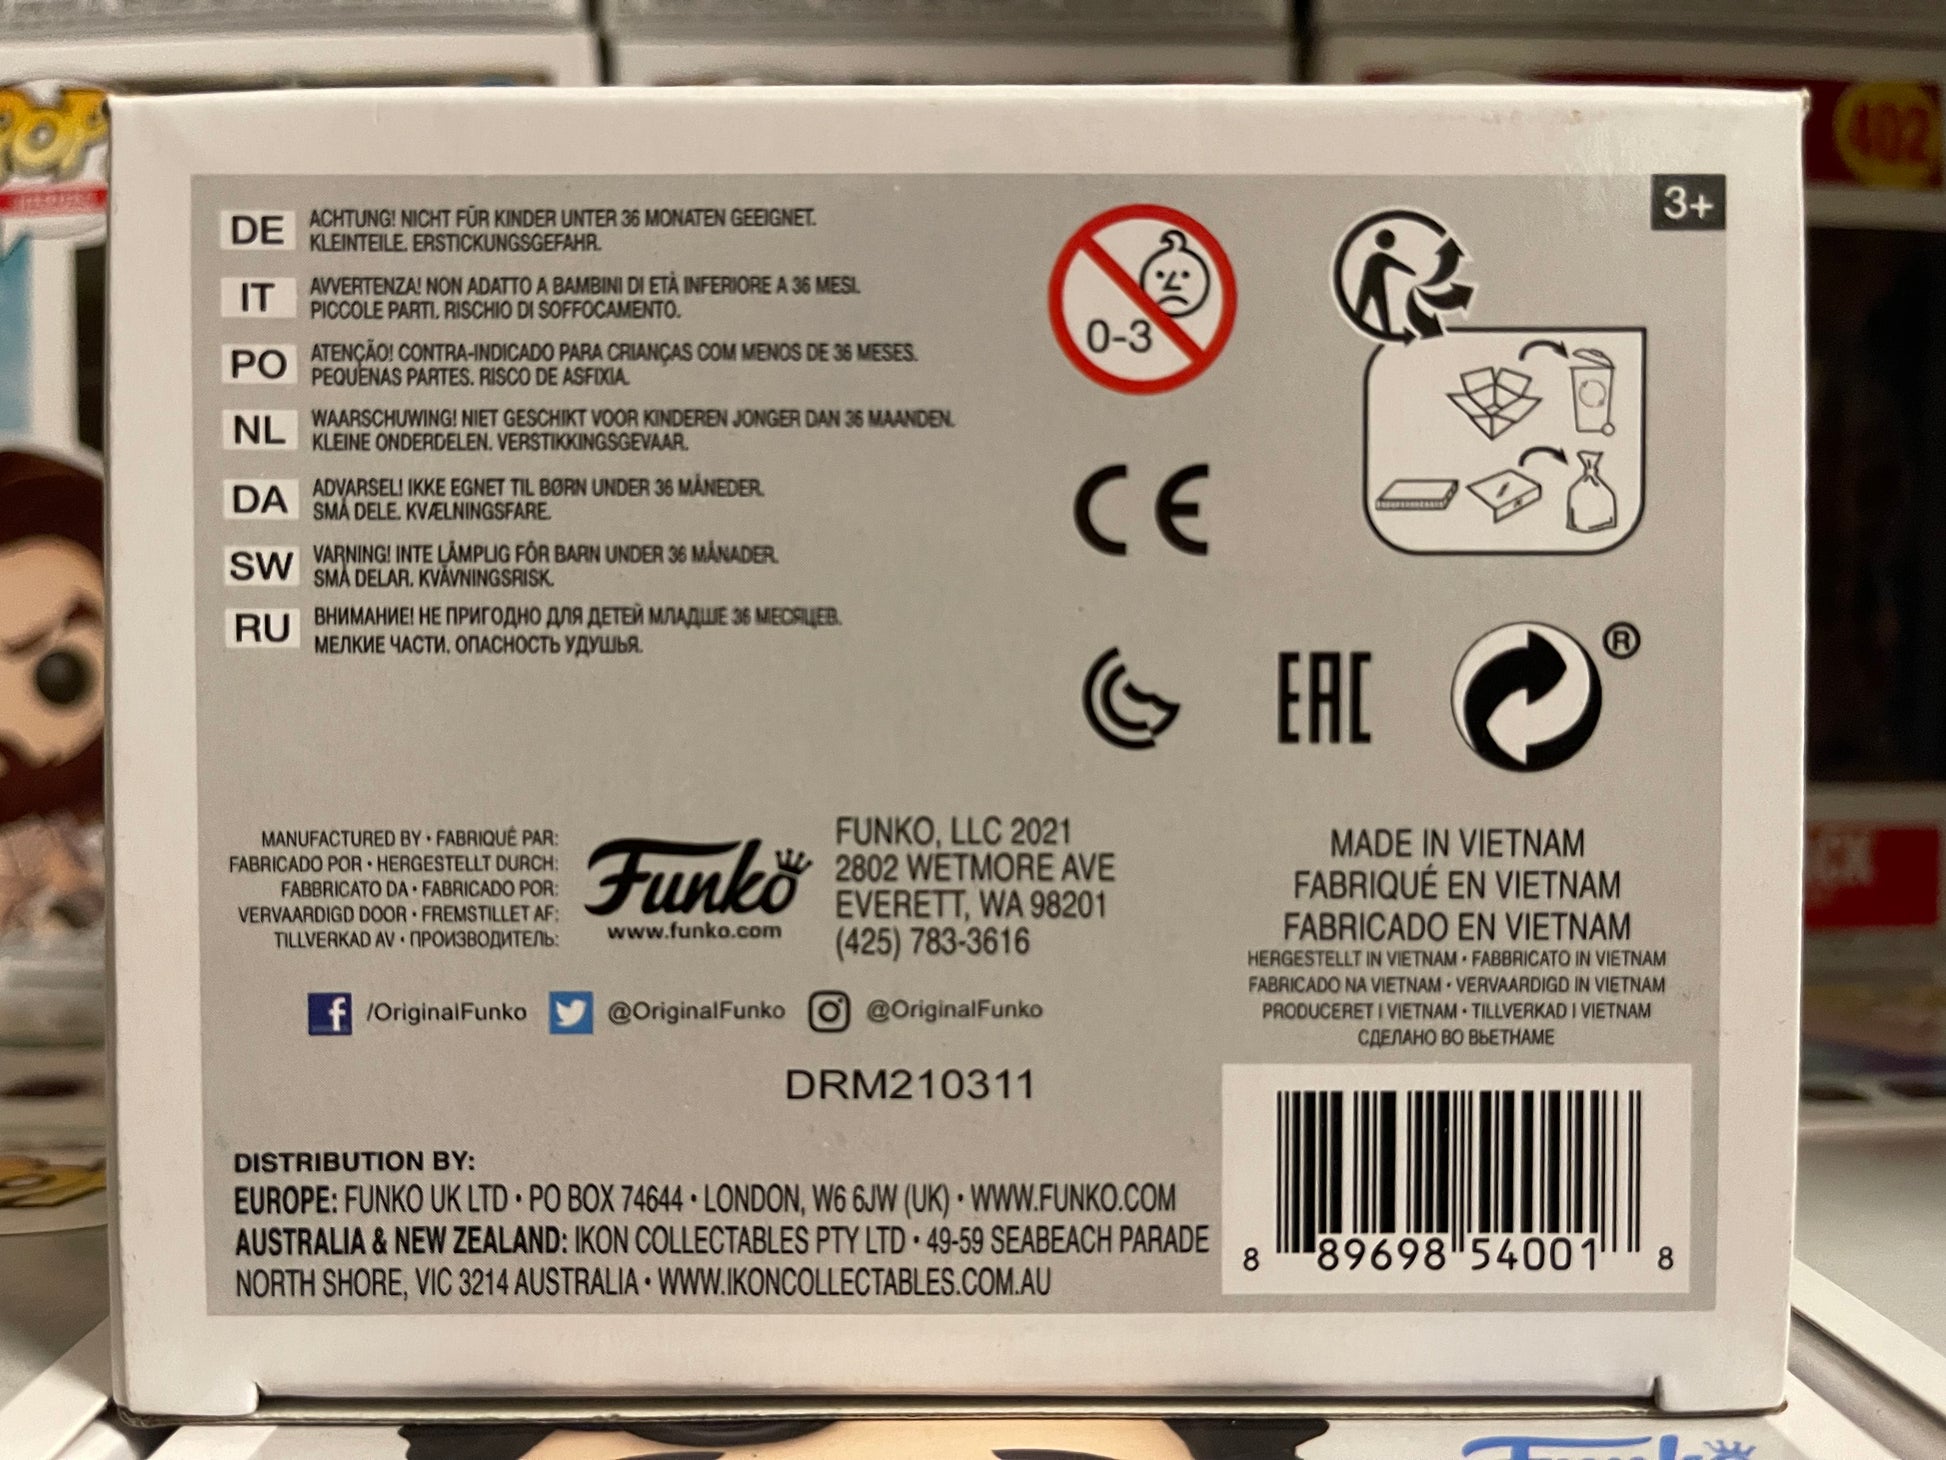 POP
402
3+
DE
ACHTUNG! NICHT FÜR KINDER UNTER 36 MONATEN GEEIGNET.
KLEINTEILE. ERSTICKUNGSGEFAHR.
IT
AVVERTENZA! NON ADATTO A BAMBINI DI ETÀ INFERIORE A 36 MESI.
PICCOLE PARTI. RISCHIO DI SOFFOCAMENTO.
PO
ATENÇÃO! CONTRA-INDICADO PARA CRIANÇAS COM MENOS DE 36 MESES.
PEQUENAS PARTES. RISCO DE ASFIXIA.
NL
WAARSCHUWING! NIET GESCHIKT VOOR KINDEREN JONGER DAN 36 MAANDEN.
KLEINE ONDERDELEN. VERSTIKKINGSGEVAAR.
DA
ADVARSEL! IKKE EGNET TIL BØRN UNDER 36 MÅNEDER.
SMÅ DELE. KVÆLNINGSFARE.
SW
VARNING! INTE LÄMPLIG FÖR BARN UNDER 36 MÅNADER.
SMÅ DELAR. KVÄVNINGSRISK.
RU
ВНИМАНИЕ! НЕ ПРИГОДНО ДЛЯ ДЕТЕЙ МЛАДШЕ 36 МЕСЯЦЕВ.
МЕЛКИЕ ЧАСТИ. ОПАСНОСТЬ УДУШЬЯ.
0-3
CE
EAC
®
MANUFACTURED BY • FABRIQUÉ PAR:
FABRICADO POR • HERGESTELLT DURCH:
FABBRICATO DA • FABRICADO POR:
VERVAARDIGD DOOR • FREMSTILLET AF:
TILLVERKAD AV • ПРОИЗВОДИТЕЛЬ:
Funko
www.funko.com
FUNKO, LLC 2021
2802 WETMORE AVE
EVERETT, WA 98201
(425) 783-3616
MADE IN VIETNAM
FABRIQUÉ EN VIETNAM
FABRICADO EN VIETNAM
HERGESTELLT IN VIETNAM • FABBRICATO IN VIETNAM
FABRICADO NA VIETNAM • VERVAARDIGD IN VIETNAM
PRODUCERET I VIETNAM • TILLVERKAD I VIETNAM
СДЕЛАНО ВО ВЬЕТНАМЕ
f /OriginalFunko @OriginalFunko @OriginalFunko
DRM210311
DISTRIBUTION BY:
EUROPE: FUNKO UK LTD • PO BOX 74644 • LONDON, W6 6JW (UK) • WWW.FUNKO.COM
AUSTRALIA & NEW ZEALAND: IKON COLLECTABLES PTY LTD • 49-59 SEABEACH PARADE
NORTH SHORE, VIC 3214 AUSTRALIA • WWW.IKONCOLLECTABLES.COM.AU
8 89698 54001 8
Funko